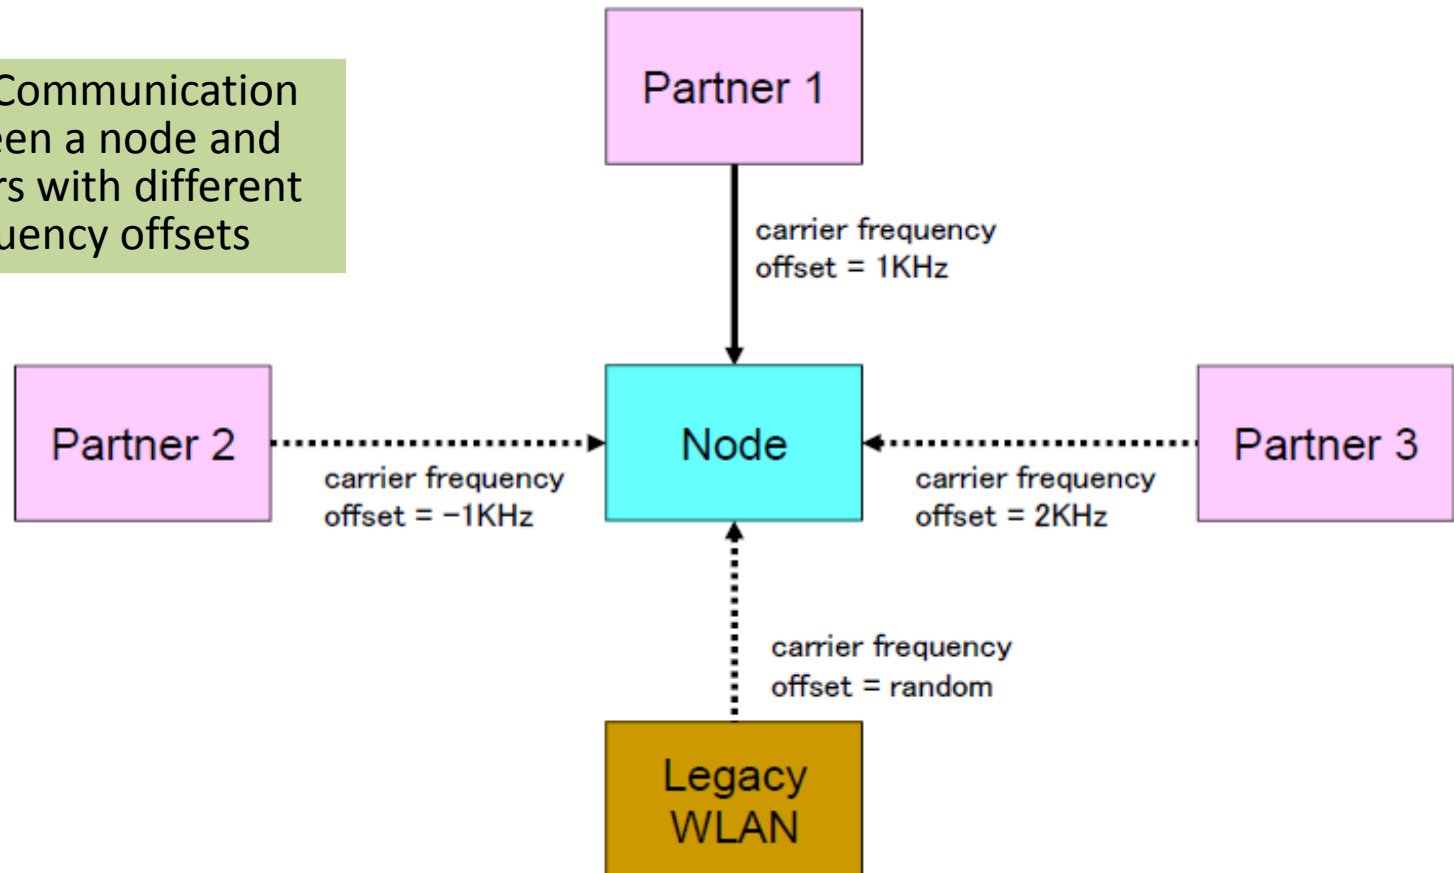 Partner 1
Communication
een a node and
rs with different
uency offsets
carrier frequency
offset = 1KHz
Partner 2
Node
Partner 3
carrier frequency
offset = -1KHz
carrier frequency
offset = 2KHz
carrier frequency
offset = random
Legacy
WLAN